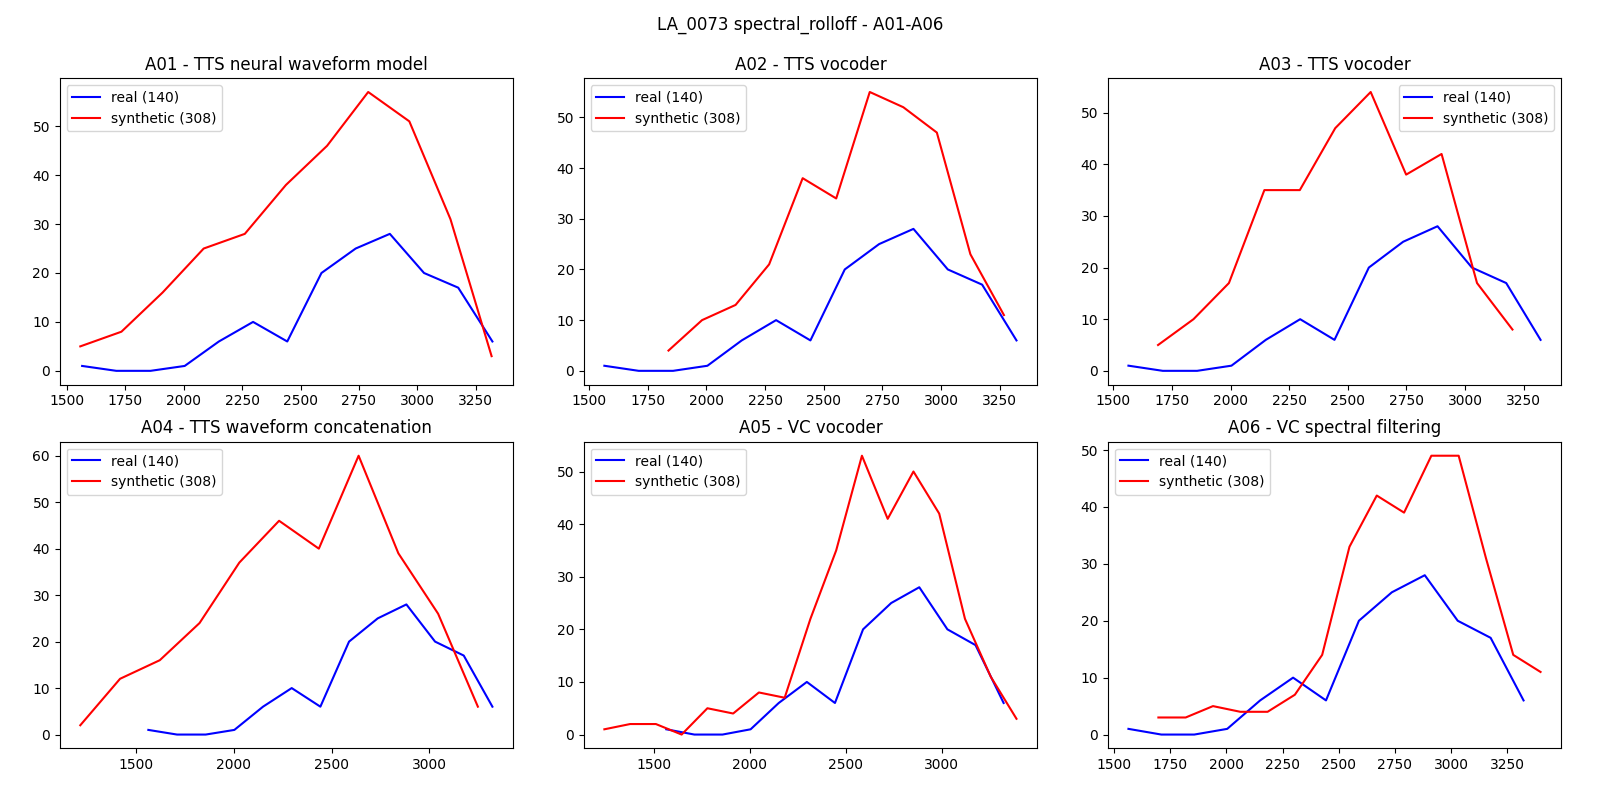 LA_0073 spectral_rolloff - A01-A06
A01 - TTS neural waveform model
real (140)
synthetic (308)
50
40
30
20
10
0
1500 1750 2000 2250 2500 2750 3000 3250
A02 - TTS vocoder
real (140)
synthetic (308)
50
40
30
20
10
0
1500 1750 2000 2250 2500 2750 3000 3250
A03 - TTS vocoder
real (140)
synthetic (308)
50
40
30
20
10
0
1500 1750 2000 2250 2500 2750 3000 3250
A04 - TTS waveform concatenation
real (140)
synthetic (308)
60
50
40
30
20
10
0
1500 2000 2500 3000
A05 - VC vocoder
real (140)
synthetic (308)
50
40
30
20
10
0
1500 2000 2500 3000
A06 - VC spectral filtering
real (140)
synthetic (308)
50
40
30
20
10
0
1500 1750 2000 2250 2500 2750 3000 3250